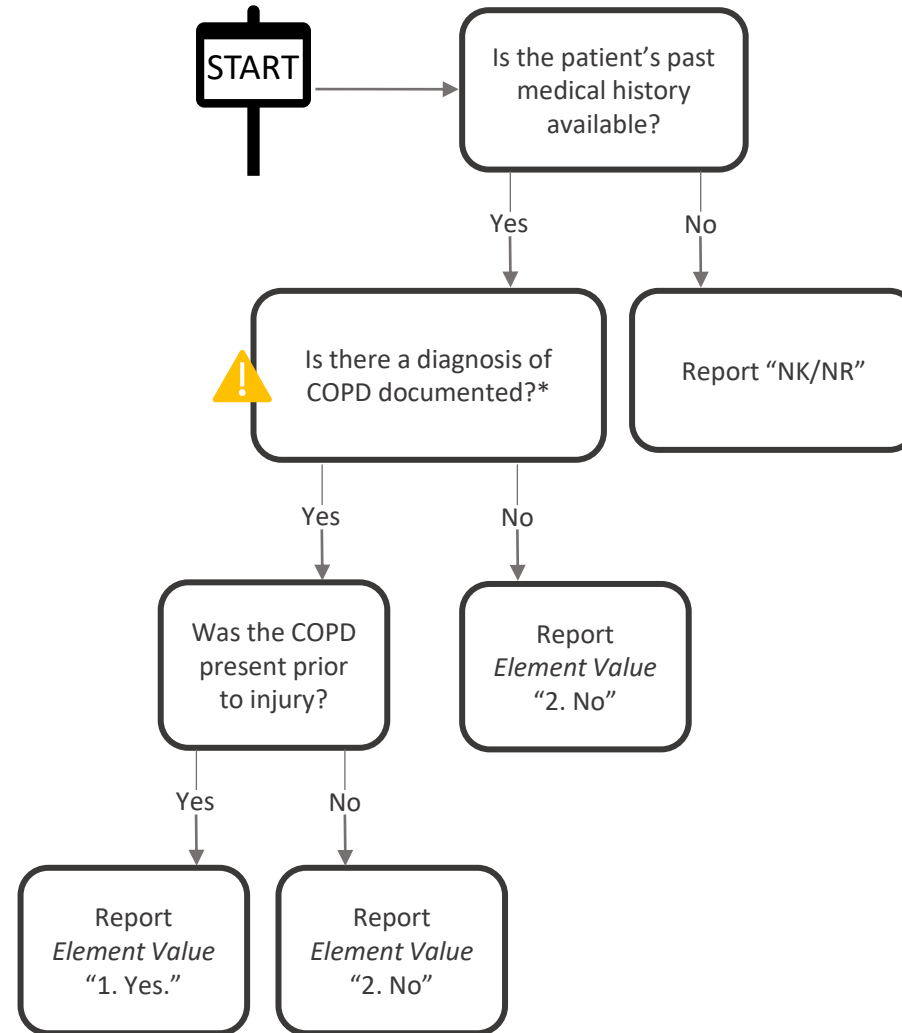 START
Is the patient’s past
medical history
available?
Yes
No
Is there a diagnosis of
COPD documented?*
Report “NK/NR”
Yes
No
Was the COPD
present prior
to injury?
Report
Element Value
“2. No”
Yes
No
Report
Element Value
“1. Yes.”
Report
Element Value
“2. No”